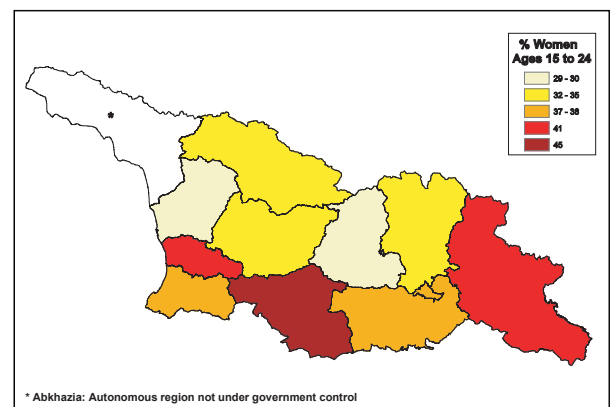 % Women
Ages 15 to 24
29 - 30
32 - 35
37 - 38
41
45
*
* Abkhazia: Autonomous region not under government control